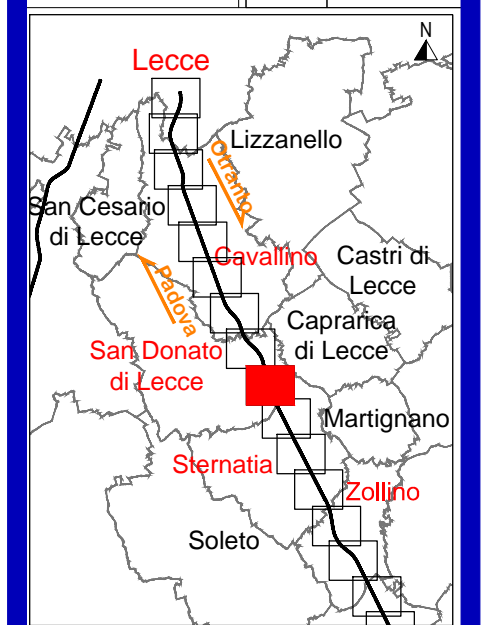 N
Lecce
Lizzanello
Otranto
San Cesario
di Lecce
Cavallino
Castri di
Lecce
Padova
Caprarica
di Lecce
San Donato
di Lecce
Martignano
Sternatia
Zollino
Soleto